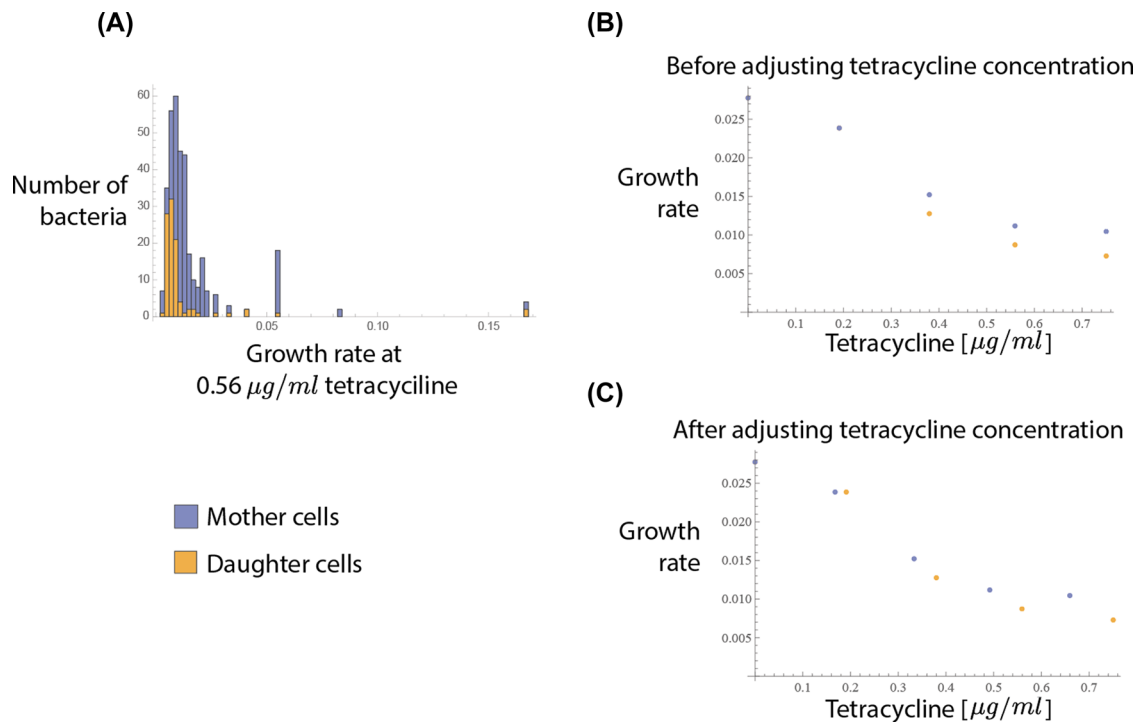 (A)
60
50
40
30
20
10
0
Number of
bacteria
0.05
0.10
0.15
Growth rate at
0.56 μg/ml tetracyciline
Mother cells
Daughter cells
(B)
Before adjusting tetracycline concentration
0.025
0.020
0.015
0.010
0.005
Growth
rate
0.1
0.2
0.3
0.4
0.5
0.6
0.7
Tetracycline [μg/ml]
(C)
After adjusting tetracycline concentration
0.025
0.020
0.015
0.010
0.005
Growth
rate
0.1
0.2
0.3
0.4
0.5
0.6
0.7
Tetracycline [μg/ml]